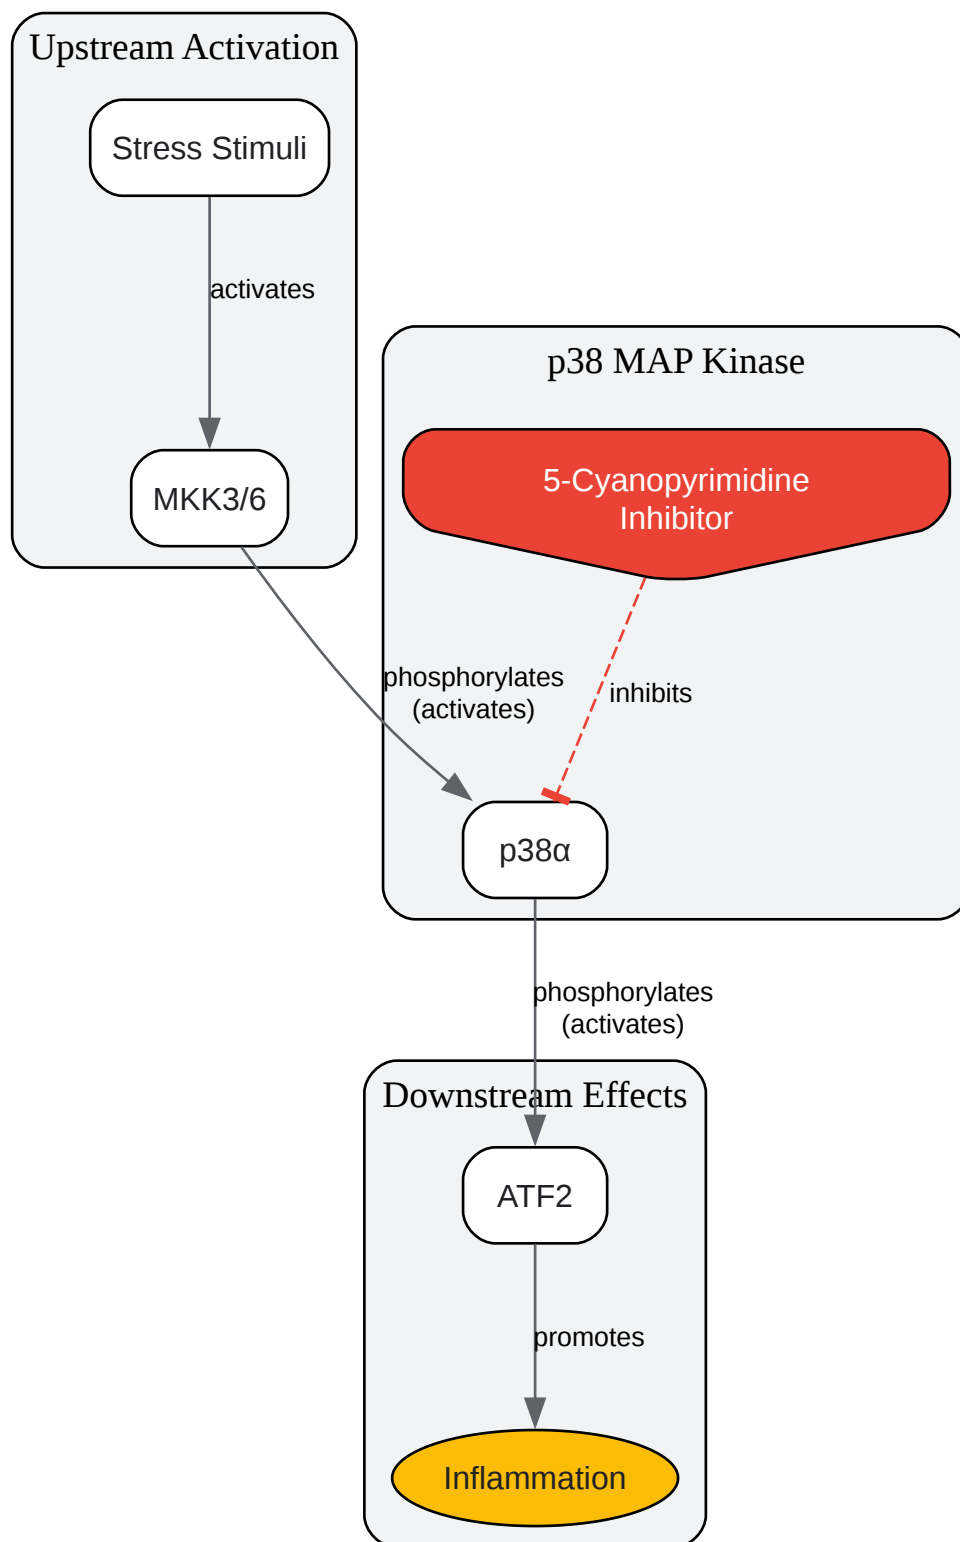 Upstream Activation
Stress Stimuli
activates
MKK3/6
p38 MAP Kinase
5-Cyanopyrimidine
Inhibitor
phosphorylates
(activates)
inhibits
p38α
phosphorylates
(activates)
Downstream Effects
ATF2
promotes
Inflammation